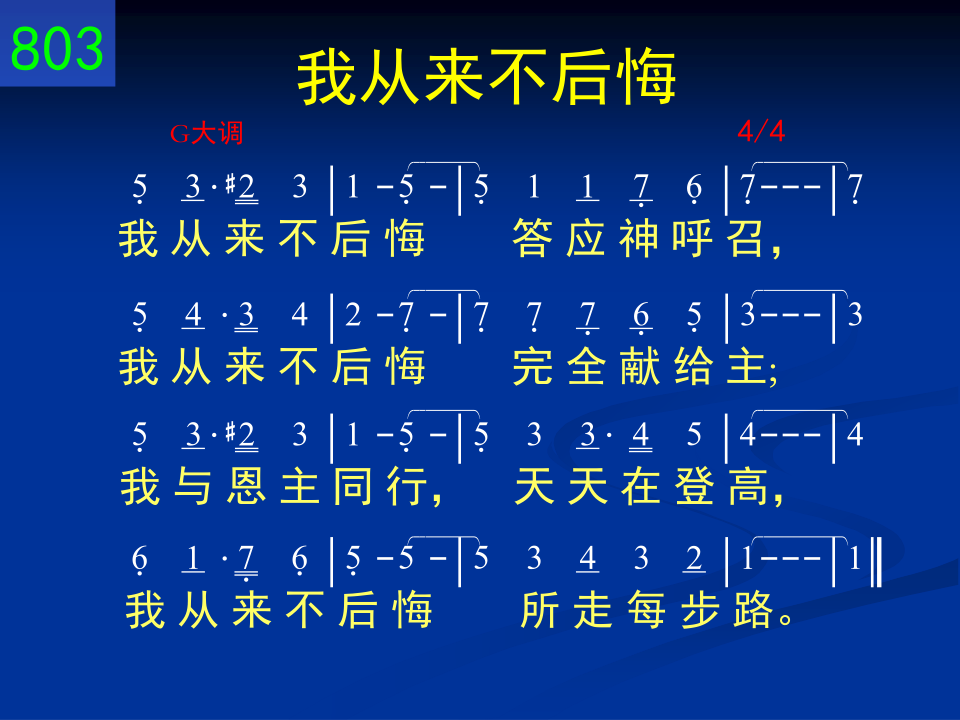 803
我从来不后悔
G大调 4/4
5̣ 3·#2 3 | 1 - 5̣ - | 5̣ 1 1 7̣ 6̣ | 7̣ - - - | 7̣
我从来不后悔 答应神呼召，
5̣ 4·3 4 | 2 - 7̣ - | 7̣ 7̣ 7̣ 6̣ 5̣ | 3 - - - | 3
我从来不后悔 完全献给主;
5̣ 3·#2 3 | 1 - 5̣ - | 5̣ 3 3·4 5 | 4 - - - | 4
我与恩主同行， 天天在登高，
6̣ 1·7̣ 6̣ | 5̣ - 5 - | 5 3 4 3 2 | 1 - - - | 1 ‖
我从来不后悔 所走每步路。